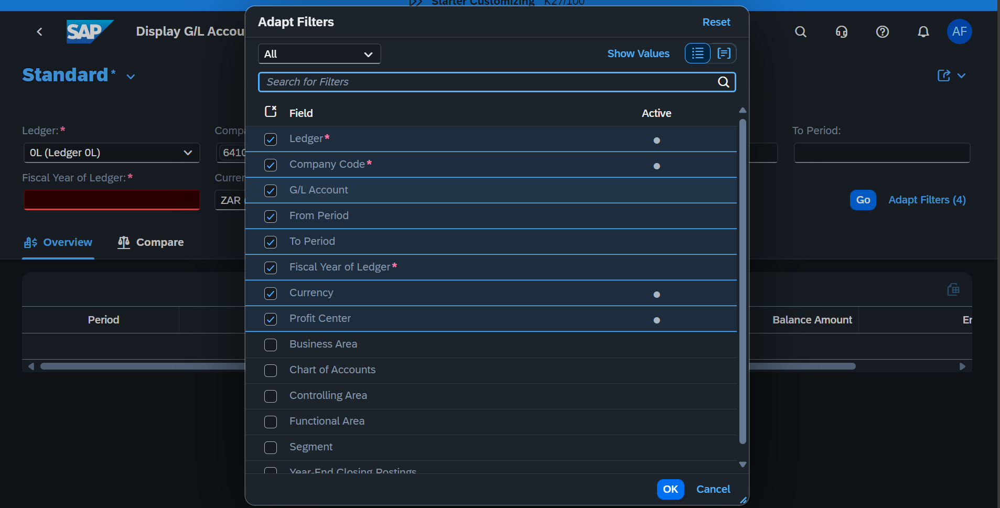 Starter Customizing K27/100
SAP
Display G/L Accou
AF
Standard*
Ledger:*
Compa
To Period:
0L (Ledger 0L)
6410
Fiscal Year of Ledger:*
Curren
ZAR
Go
Adapt Filters (4)
Overview
Compare
Period
Balance Amount
Er
Adapt Filters
Reset
All
Show Values
Search for Filters
Field
Active
Ledger*
Company Code*
G/L Account
From Period
To Period
Fiscal Year of Ledger*
Currency
Profit Center
Business Area
Chart of Accounts
Controlling Area
Functional Area
Segment
Year-End Closing Postings
OK
Cancel